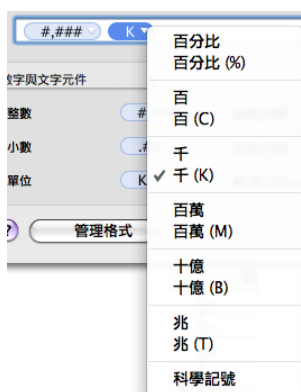 #,###
K
數字與文字元件
整數
#
小數
.#
單位
K
?
管理格式
百分比
百分比 (%)
百
百 (C)
千
✓ 千 (K)
百萬
百萬 (M)
十億
十億 (B)
兆
兆 (T)
科學記號